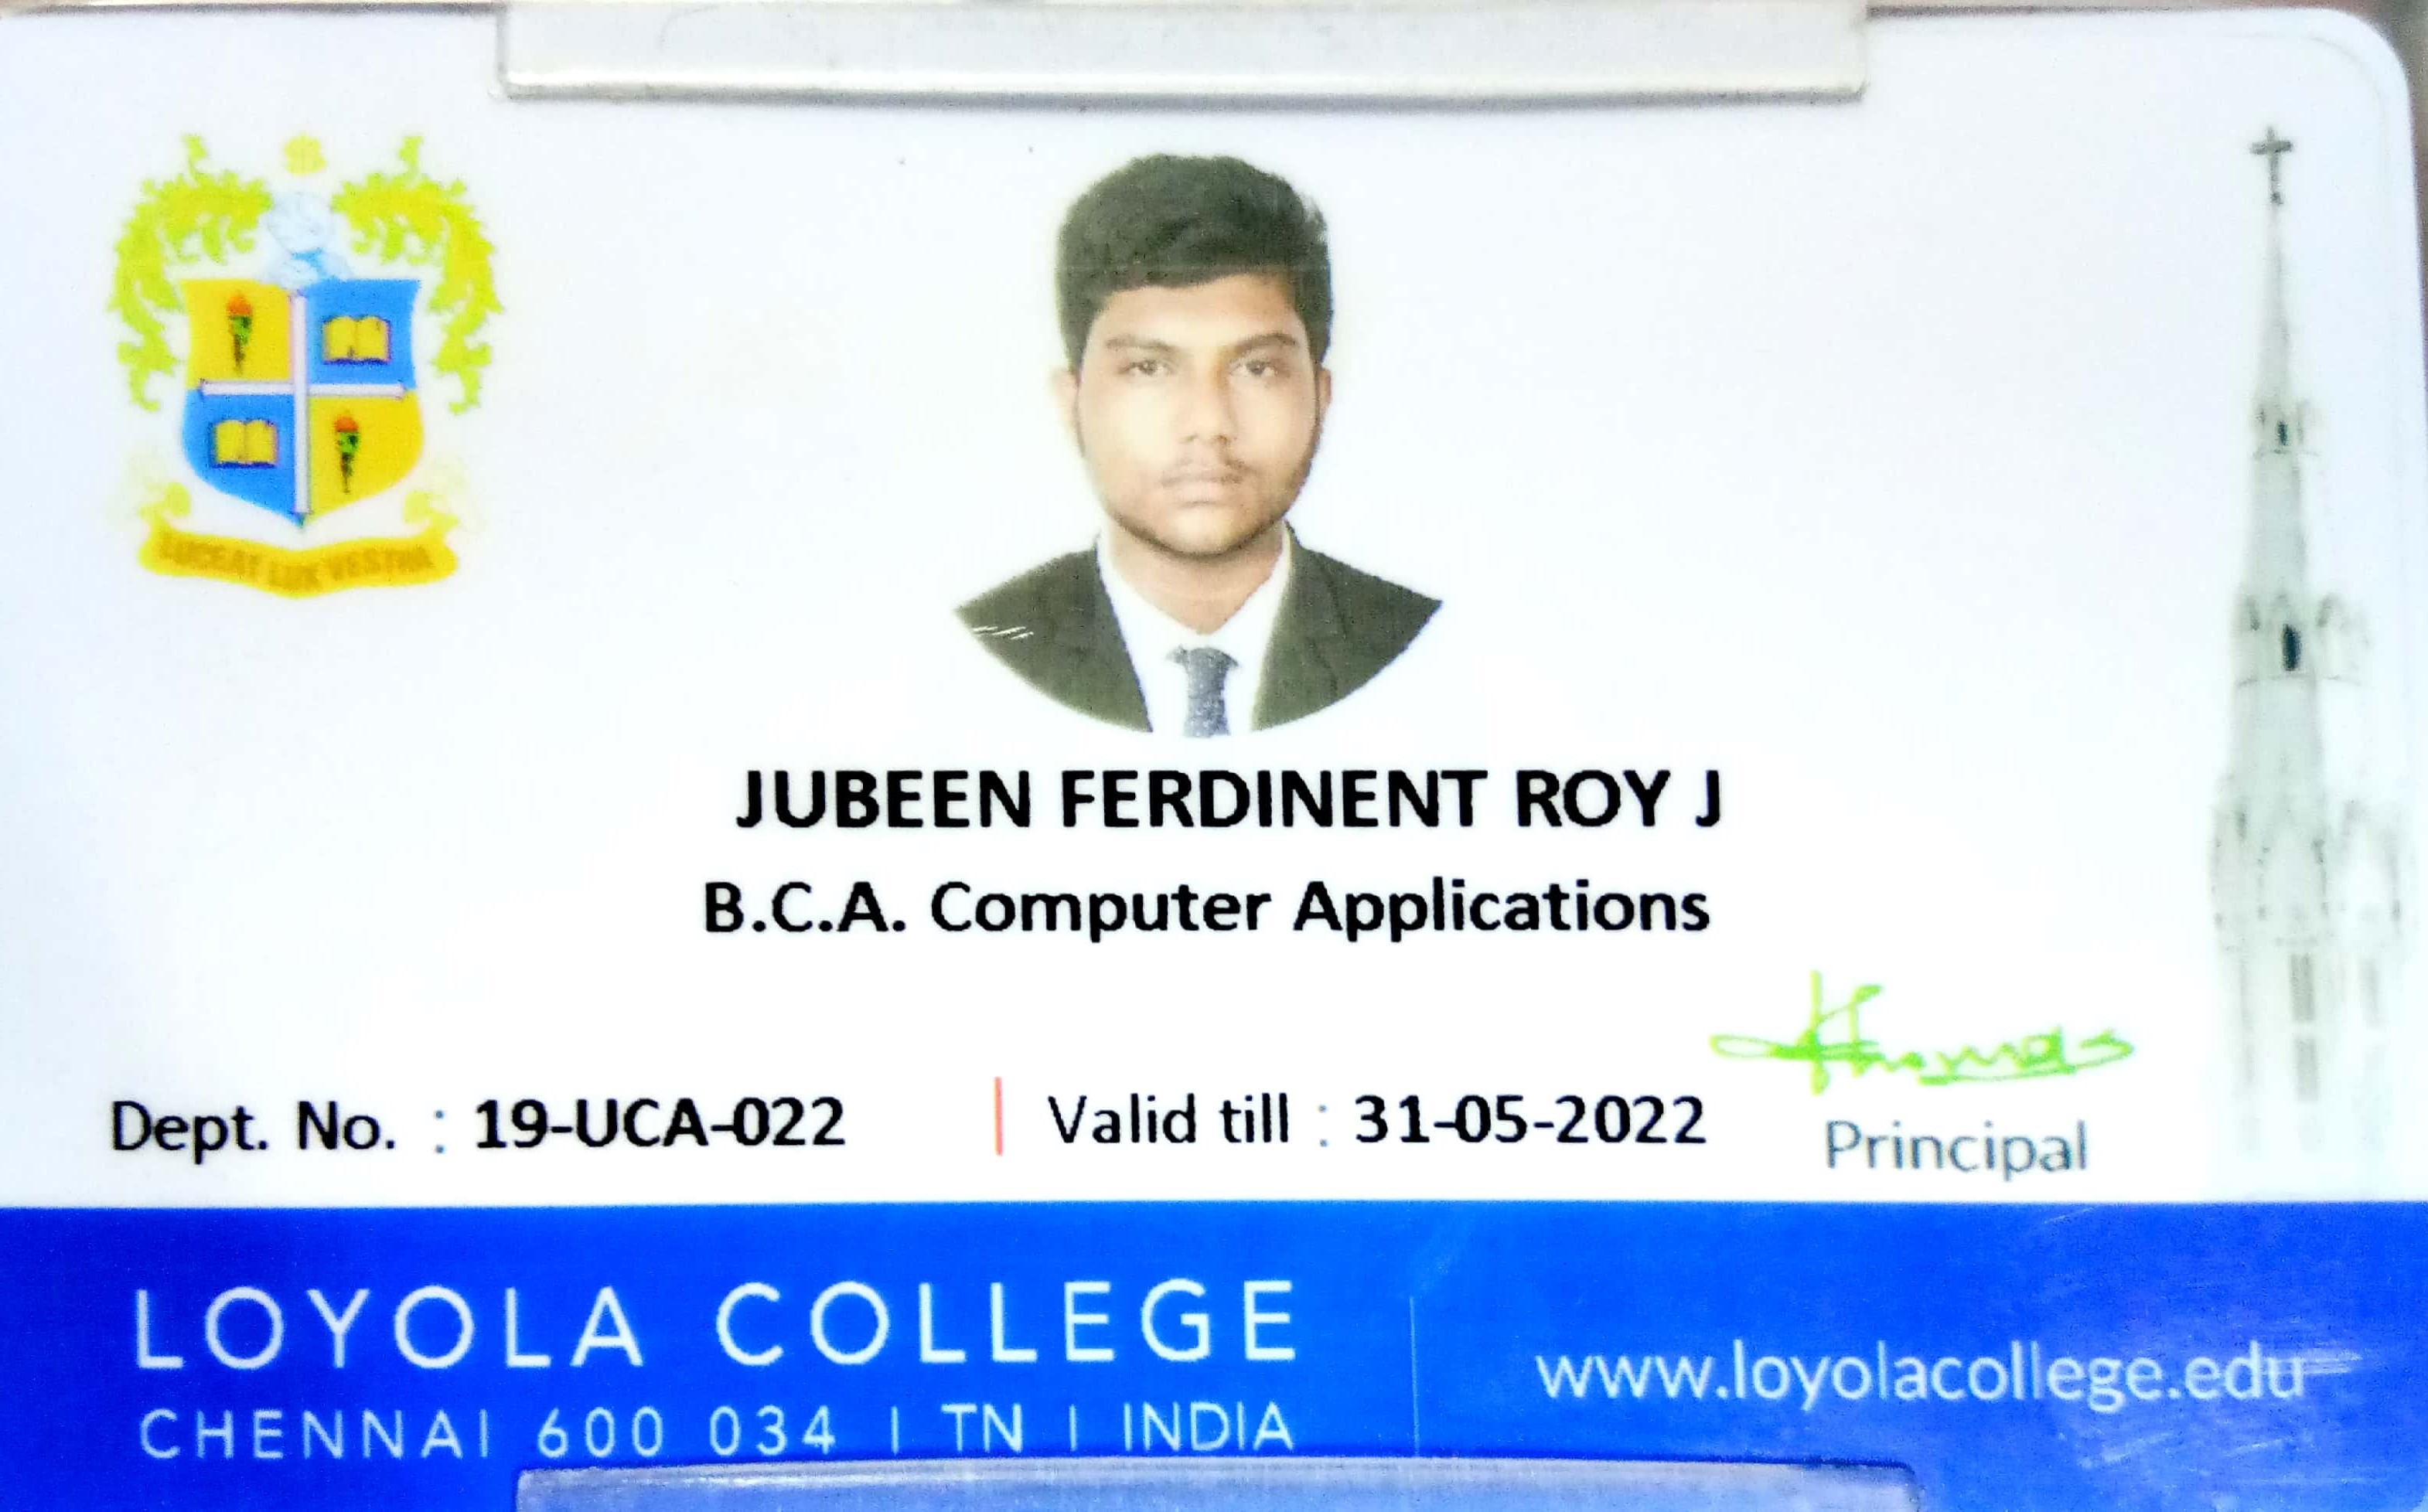 LUCEAT LUX VESTRA
JUBEEN FERDINENT ROY J
B.C.A. Computer Applications
Dept. No. : 19-UCA-022 | Valid till : 31-05-2022
Thomas
Principal
LOYOLA COLLEGE
CHENNAI 600 034 | TN | INDIA
www.loyolacollege.edu